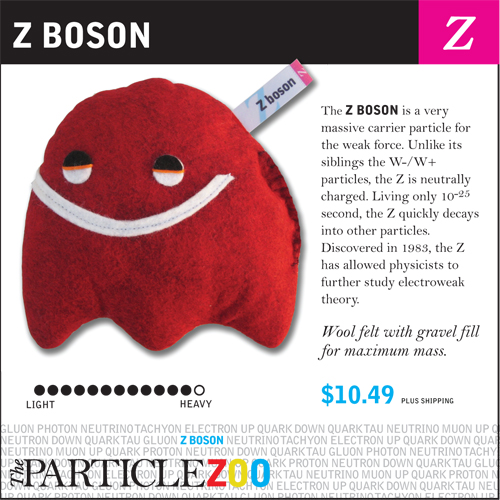 Z BOSON
Z
Z boson
The Z BOSON is a very
massive carrier particle for
the weak force. Unlike its
siblings the W-/W+
particles, the Z is neutrally
charged. Living only 10-25
second, the Z quickly decays
into other particles.
Discovered in 1983, the Z
has allowed physicists to
further study electroweak
theory.
Wool felt with gravel fill
for maximum mass.
$10.49 PLUS SHIPPING
LIGHT HEAVY
GLUON PHOTON NEUTRINO TACHYON ELECTRON UP QUARK DOWN QUARK TAU NEUTRINO MUON UP
NEUTRON DOWN QUARK TAU GLUON Z BOSON NEUTRINO TACHYON ELECTRON UP QUARK DOWN
The PARTICLE ZOO